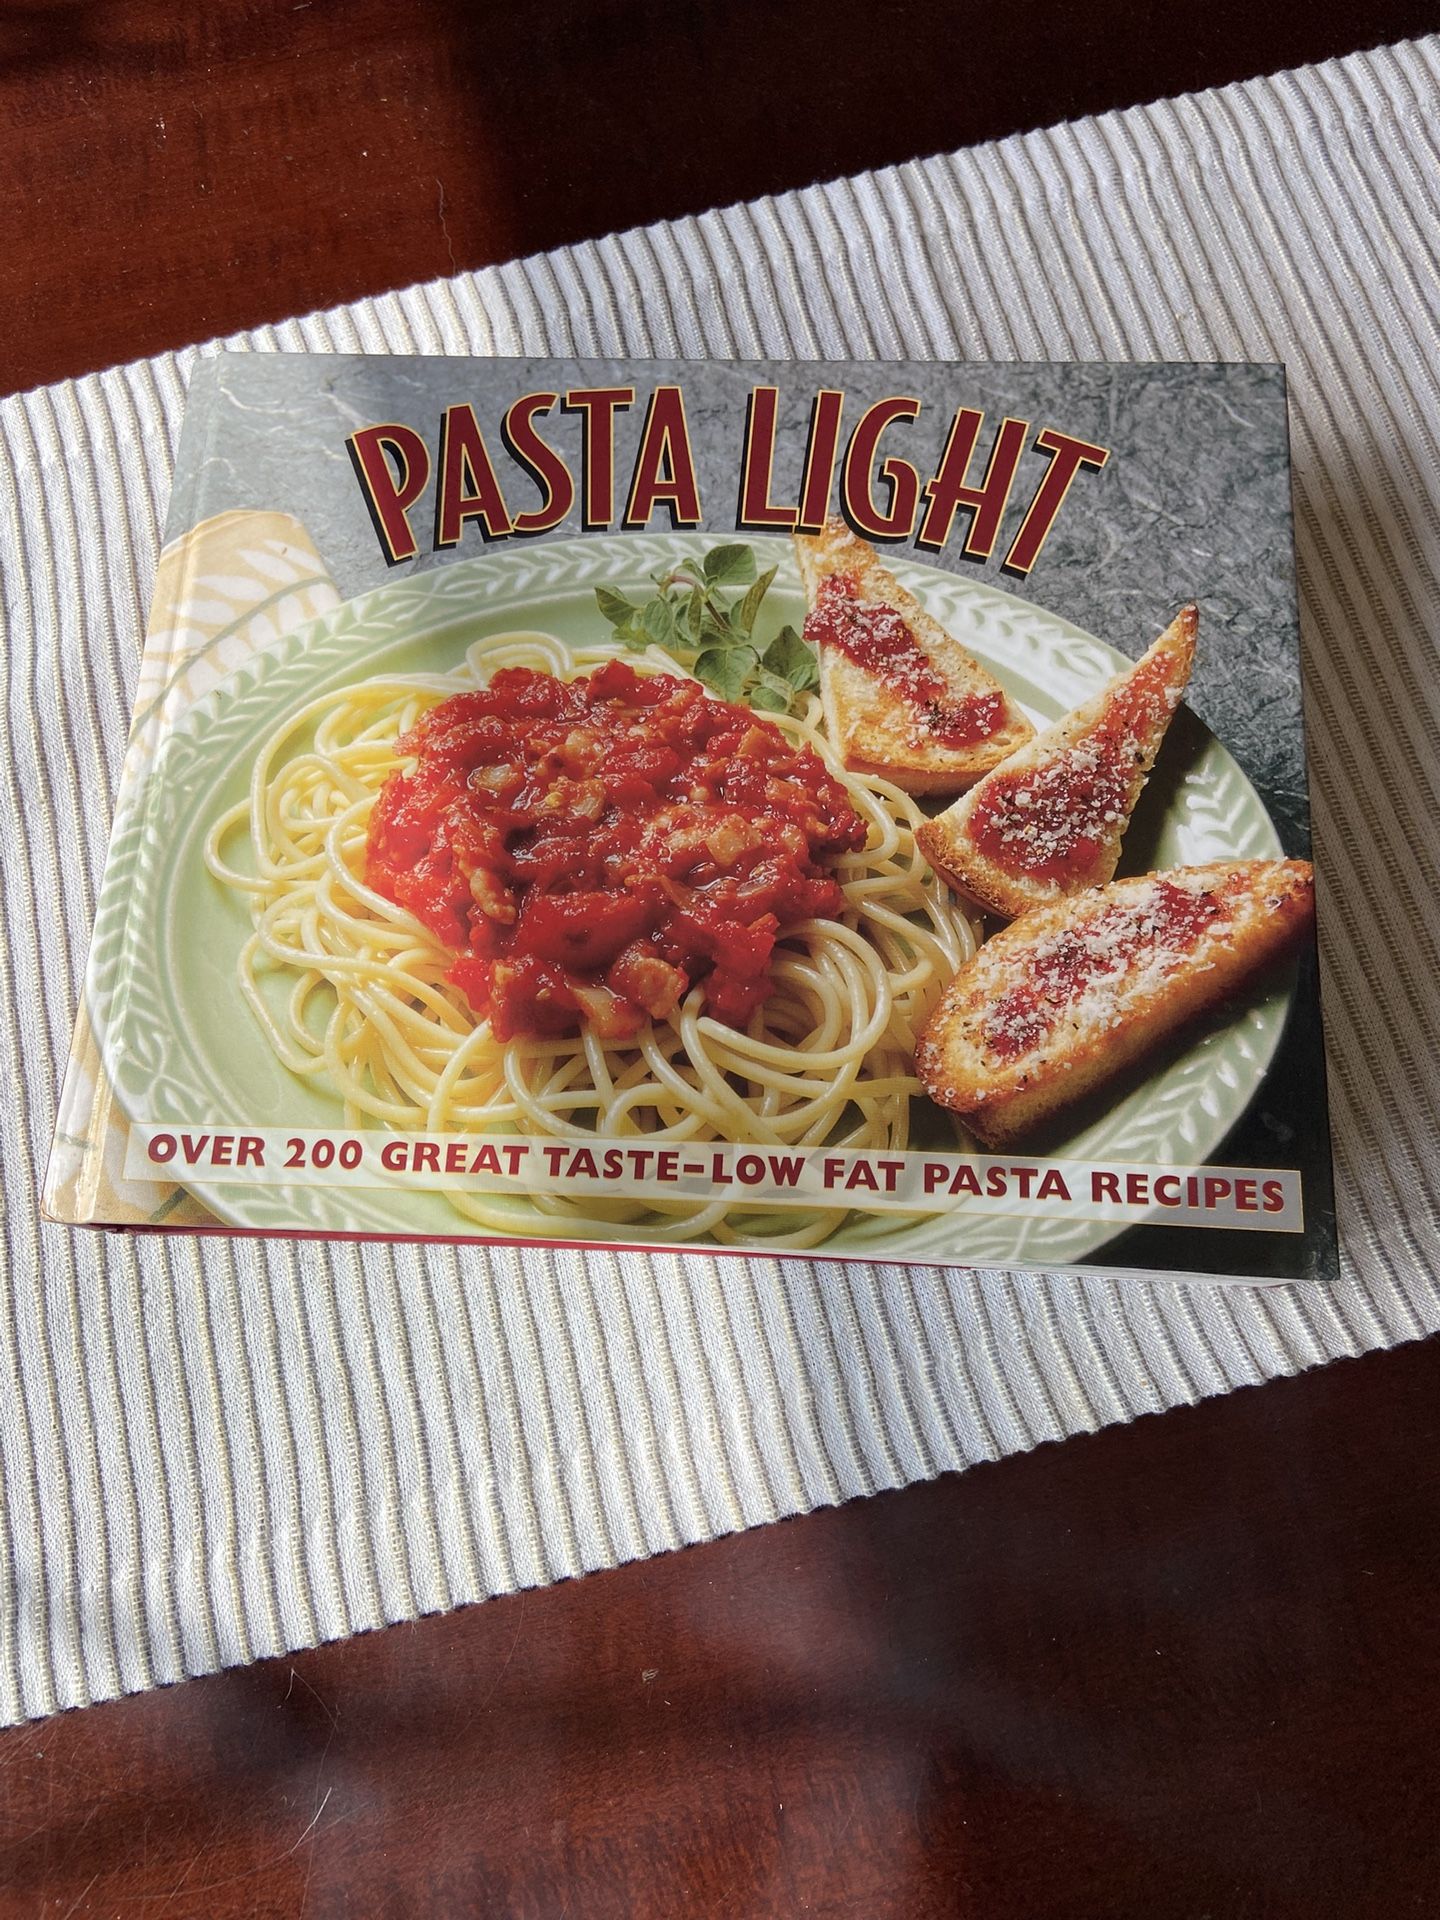 PASTA LIGHT
OVER 200 GREAT TASTE-LOW FAT PASTA RECIPES